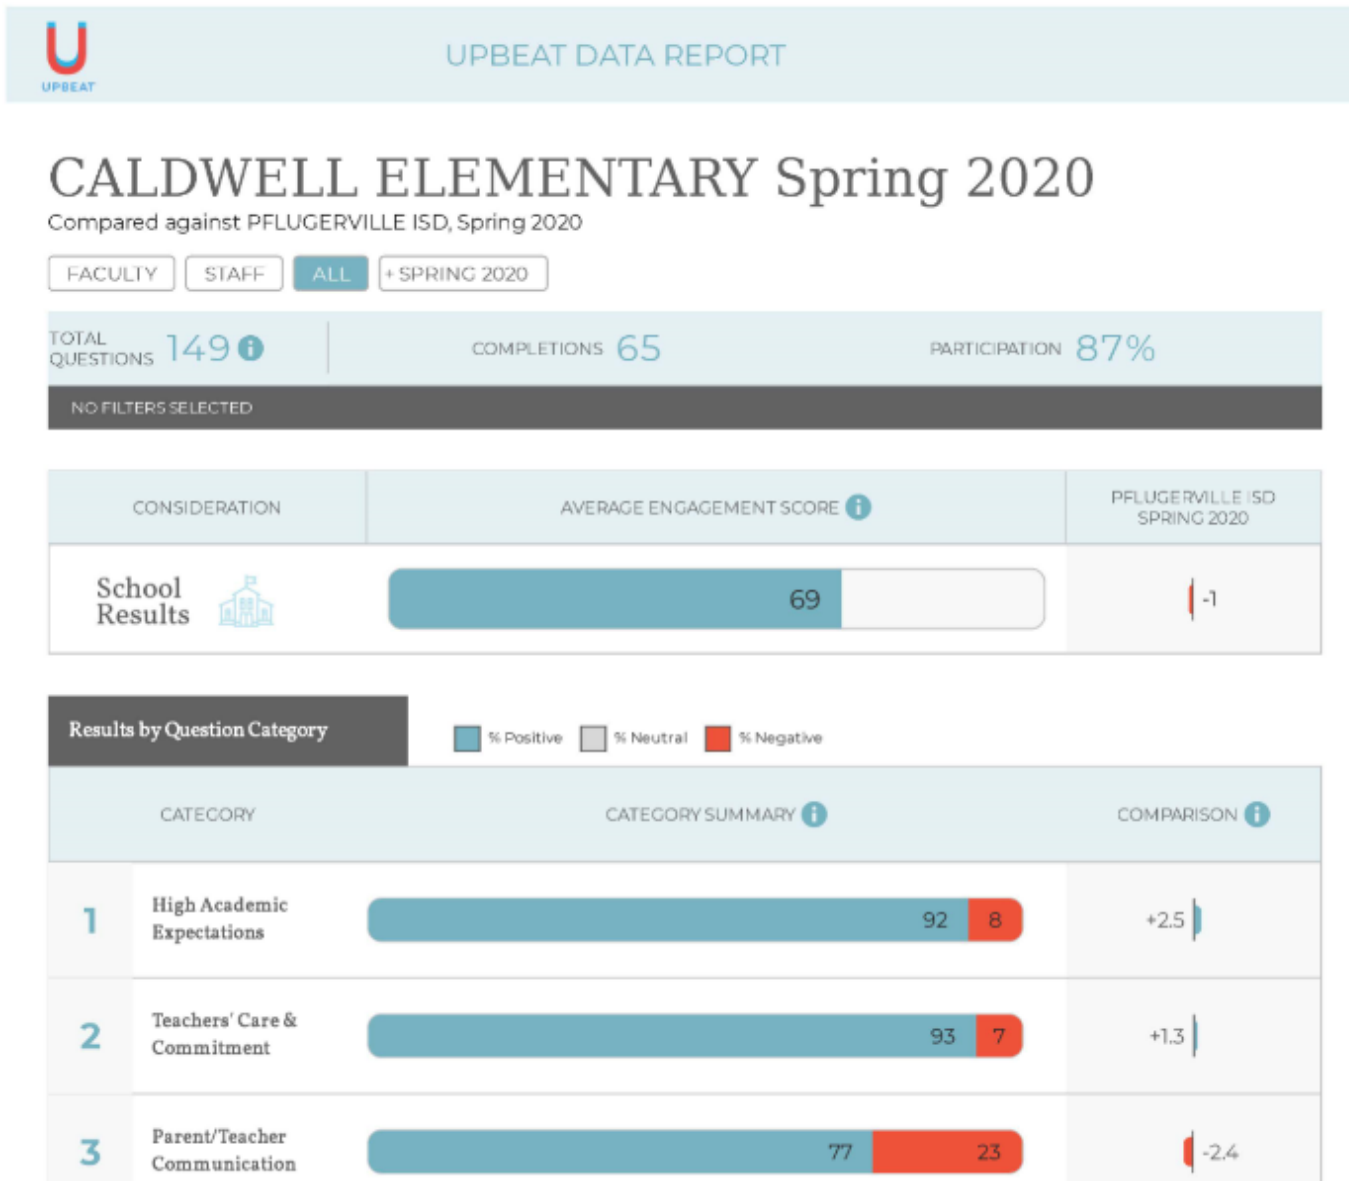 UPBEAT
UPBEAT DATA REPORT
CALDWELL ELEMENTARY Spring 2020
Compared against PFLUGERVILLE ISD, Spring 2020
FACULTY STAFF ALL + SPRING 2020
TOTAL
QUESTIONS 149 i COMPLETIONS 65 PARTICIPATION 87%
NO FILTERS SELECTED
CONSIDERATION AVERAGE ENGAGEMENT SCORE i PFLUGERVILLE ISD
SPRING 2020
School
Results 69 -1
Results by Question Category
% Positive % Neutral % Negative
CATEGORY CATEGORY SUMMARY i COMPARISON i
1 High Academic
Expectations 92 8 +2.5
2 Teachers' Care &
Commitment 93 7 +1.3
3 Parent/Teacher
Communication 77 23 -2.4